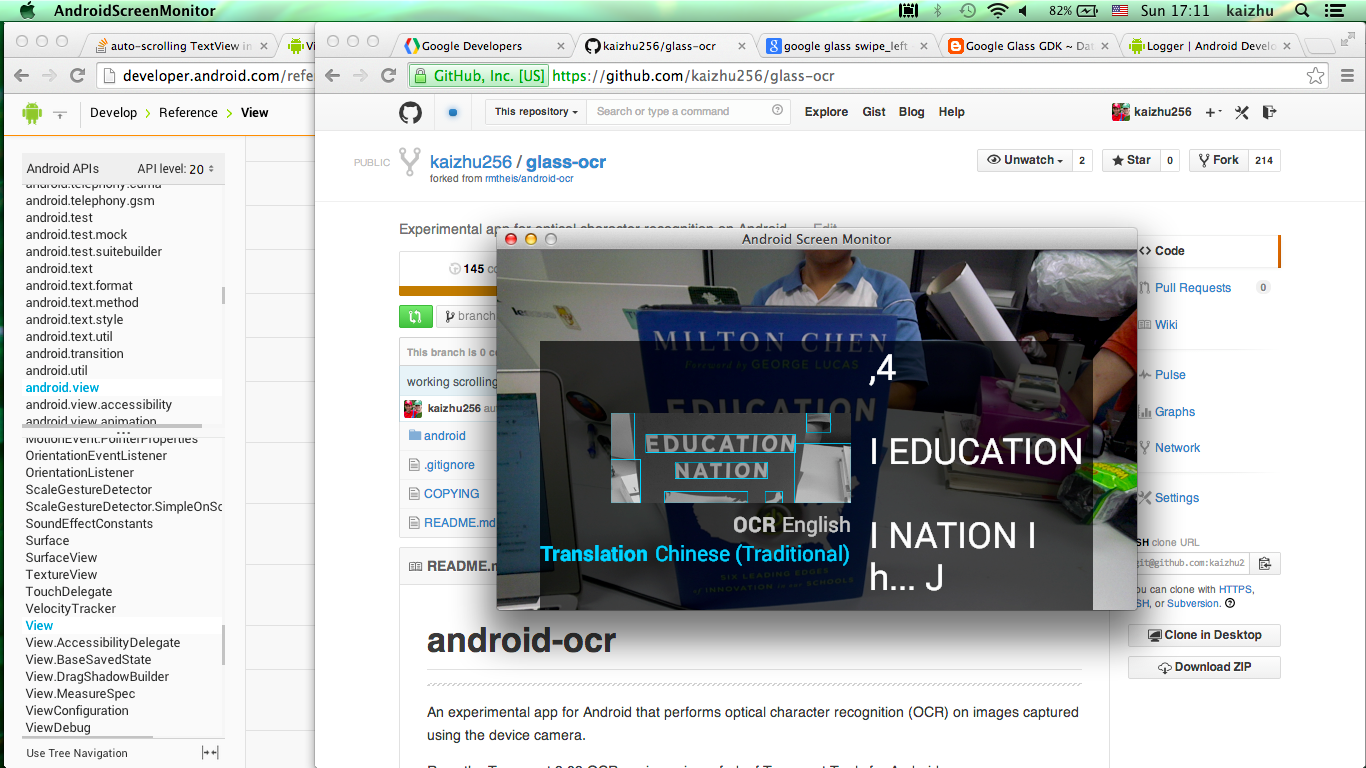 AndroidScreenMonitor
82%
Sun 17:11
kaizhu
auto-scrolling TextView in
Vi
Google Developers
kaizhu256/glass-ocr
google glass swipe_left
Google Glass GDK ~ Dat
Logger | Android Develo
developer.android.com/refe
GitHub, Inc. [US]
https://github.com/kaizhu256/glass-ocr
Develop
Reference
View
Android APIs
API level: 20
android.telephony.cdma
android.telephony.gsm
android.test
android.test.mock
android.test.suitebuilder
android.text
android.text.format
android.text.method
android.text.style
android.text.util
android.transition
android.util
android.view
android.view.accessibility
android.view.animation
MotionEvent.PointerProperties
OrientationEventListener
OrientationListener
ScaleGestureDetector
ScaleGestureDetector.SimpleOnSc
SoundEffectConstants
Surface
SurfaceView
TextureView
TouchDelegate
VelocityTracker
View
View.AccessibilityDelegate
View.BaseSavedState
View.DragShadowBuilder
View.MeasureSpec
ViewConfiguration
ViewDebug
Use Tree Navigation
This repository
Search or type a command
Explore
Gist
Blog
Help
kaizhu256
PUBLIC
kaizhu256 / glass-ocr
forked from rmtheis/android-ocr
Unwatch
2
Star
0
Fork
214
Experimental app for optical character recognition on Android
Edit
145 co
branch
This branch is 0 co
working scrolling
kaizhu256 au
android
.gitignore
COPYING
README.md
README.m
Android Screen Monitor
lenovo
MILTON CHEN
Foreword by GEORGE LUCAS
EDUCATION
EDUCATION
NATION
OCR English
Translation Chinese (Traditional)
SIX LEADING EDGES
of INNOVATION in our SCHOOLS
,4
I EDUCATION
I NATION I
h... J
Code
Pull Requests
0
Wiki
Pulse
Graphs
Network
Settings
SH clone URL
git@github.com:kaizhu2
ou can clone with HTTPS,
SH, or Subversion.
Clone in Desktop
Download ZIP
android-ocr
An experimental app for Android that performs optical character recognition (OCR) on images captured
using the device camera.